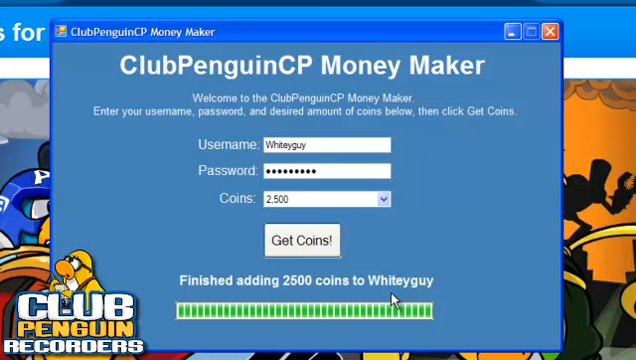 s for
ClubPenguinCP Money Maker
ClubPenguinCP Money Maker
Welcome to the ClubPenguinCP Money Maker.
Enter your username, password, and desired amount of coins below, then click Get Coins.
Username: Whiteyguy
Password: •••••••••
Coins: 2,500
Get Coins!
Finished adding 2500 coins to Whiteyguy
CLUB
PENGUIN
RECORDERS